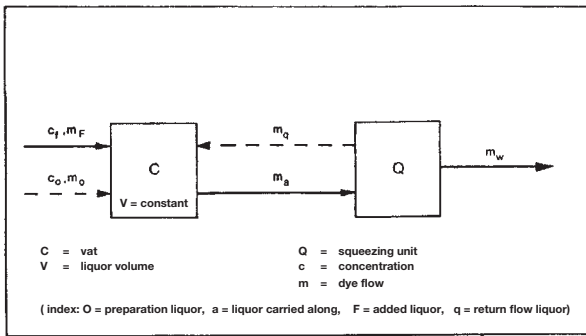 c_f, m_F
m_q
m_w
C
Q
c_o, m_o
m_a
V = constant
C = vat
Q = squeezing unit
V = liquor volume
c = concentration
m = dye flow
( index: O = preparation liquor, a = liquor carried along, F = added liquor, q = return flow liquor)